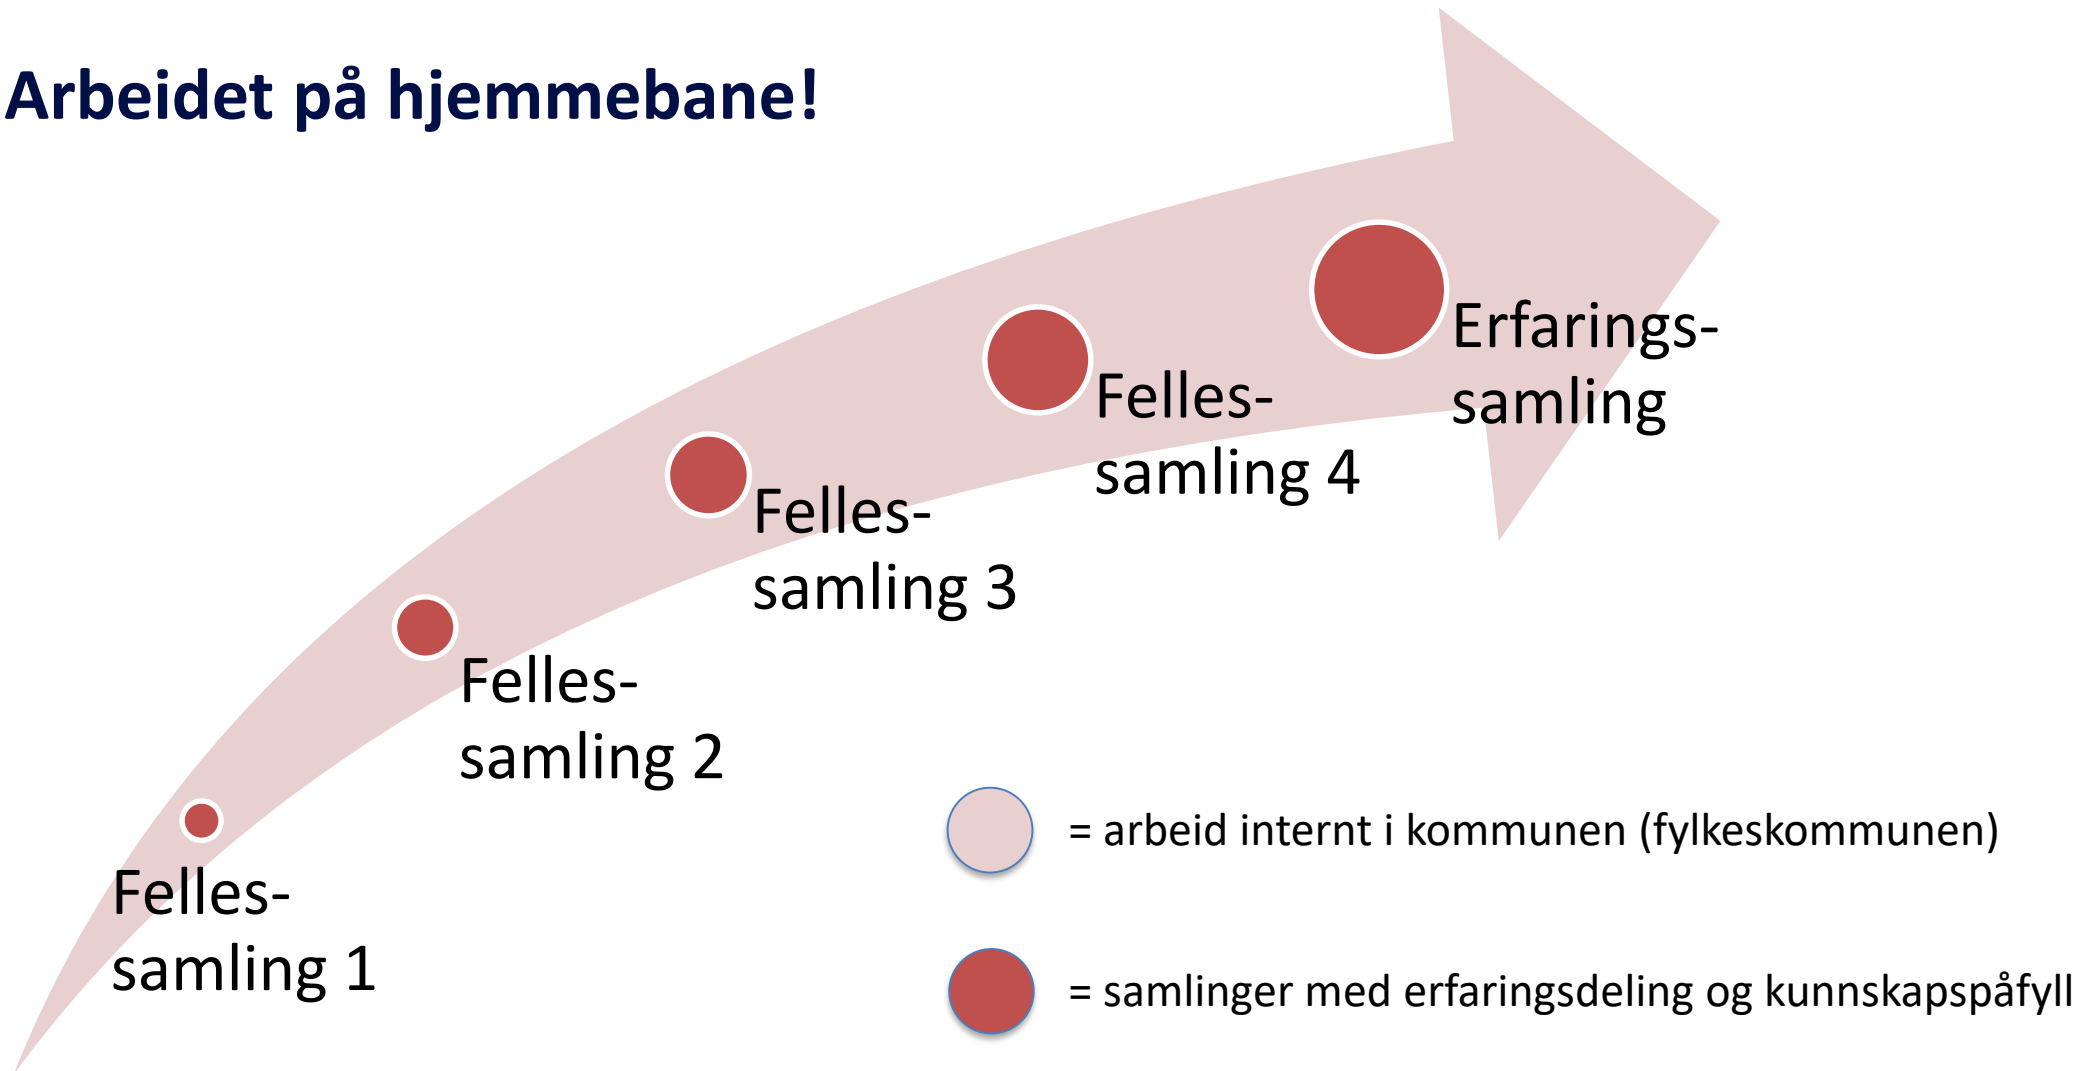 Arbeidet på hjemmebane!
Erfarings-
samling
Felles-
samling 4
Felles-
samling 3
Felles-
samling 2
Felles-
samling 1
= arbeid internt i kommunen (fylkeskommunen)
= samlinger med erfaringsdeling og kunnskapspåfyll